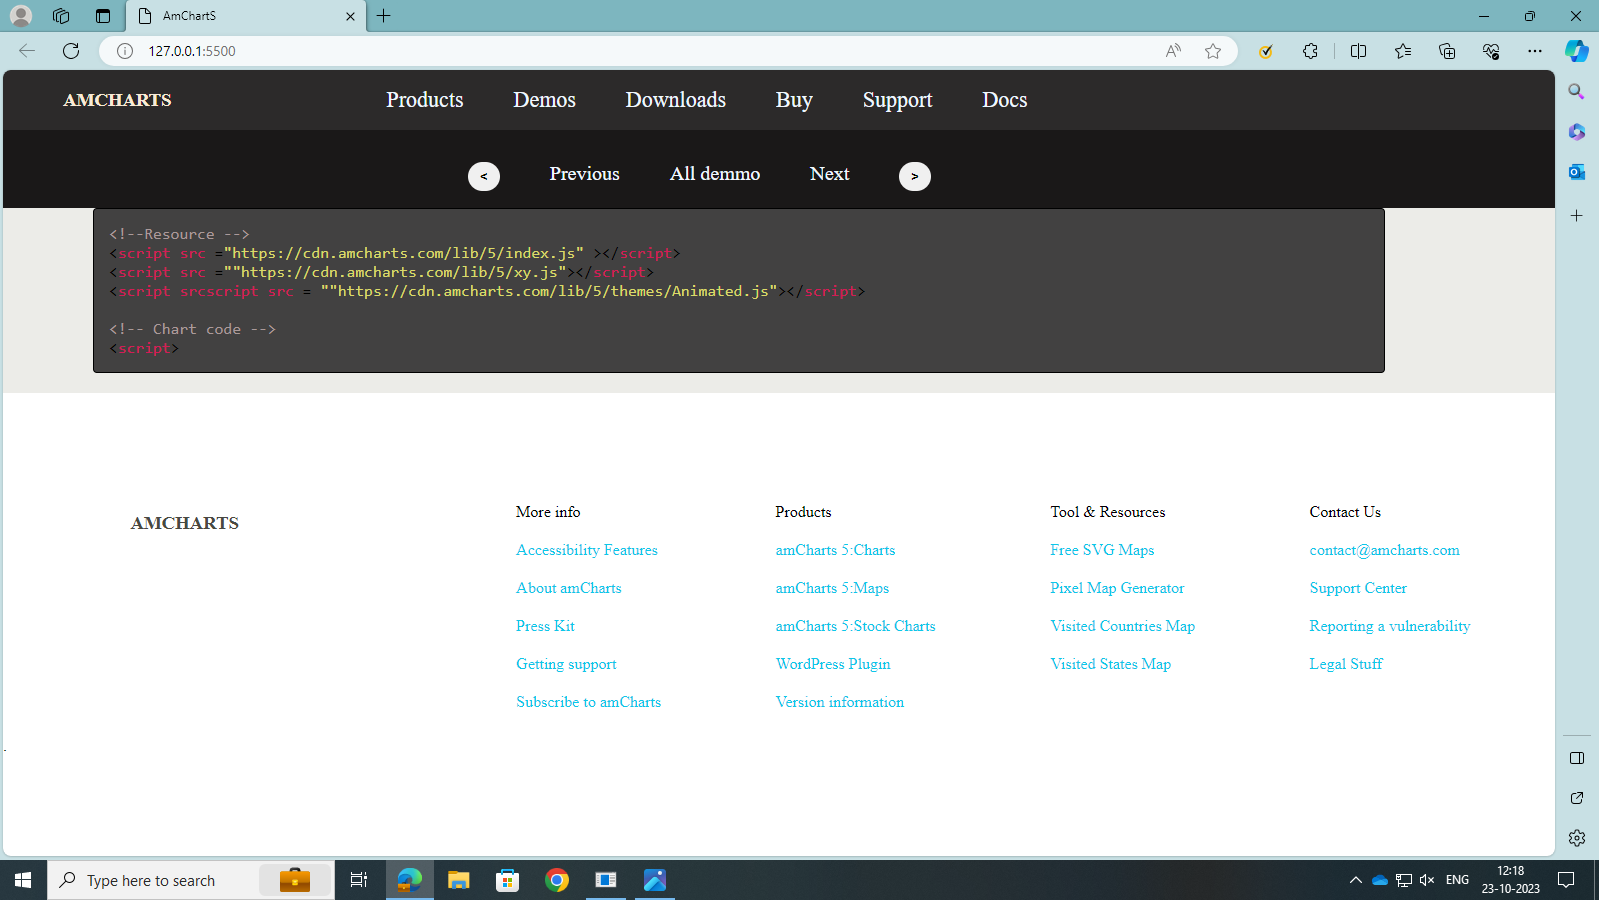 AmChartS
127.0.0.1:5500
AMCHARTS Products Demos Downloads Buy Support Docs
< Previous All demmo Next >
<!--Resource -->
<script src ="https://cdn.amcharts.com/lib/5/index.js" ></script>
<script src =""https://cdn.amcharts.com/lib/5/xy.js"></script>
<script srcscript src = ""https://cdn.amcharts.com/lib/5/themes/Animated.js"></script>
<!-- Chart code -->
<script>
AMCHARTS
More info
Accessibility Features
About amCharts
Press Kit
Getting support
Subscribe to amCharts
Products
amCharts 5:Charts
amCharts 5:Maps
amCharts 5:Stock Charts
WordPress Plugin
Version information
Tool & Resources
Free SVG Maps
Pixel Map Generator
Visited Countries Map
Visited States Map
Contact Us
contact@amcharts.com
Support Center
Reporting a vulnerability
Legal Stuff
Type here to search
ENG
12:18
23-10-2023